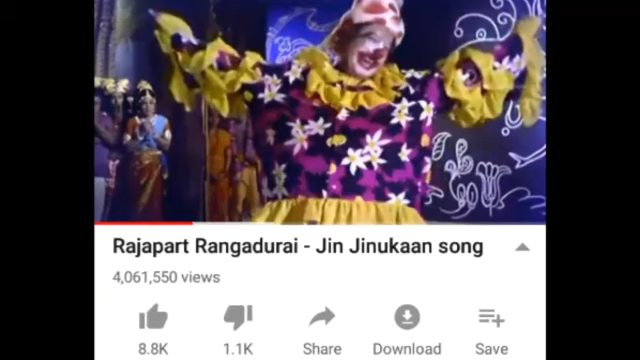 Rajapart Rangadurai - Jin Jinukaan song
4,061,550 views
8.8K 1.1K Share Download Save